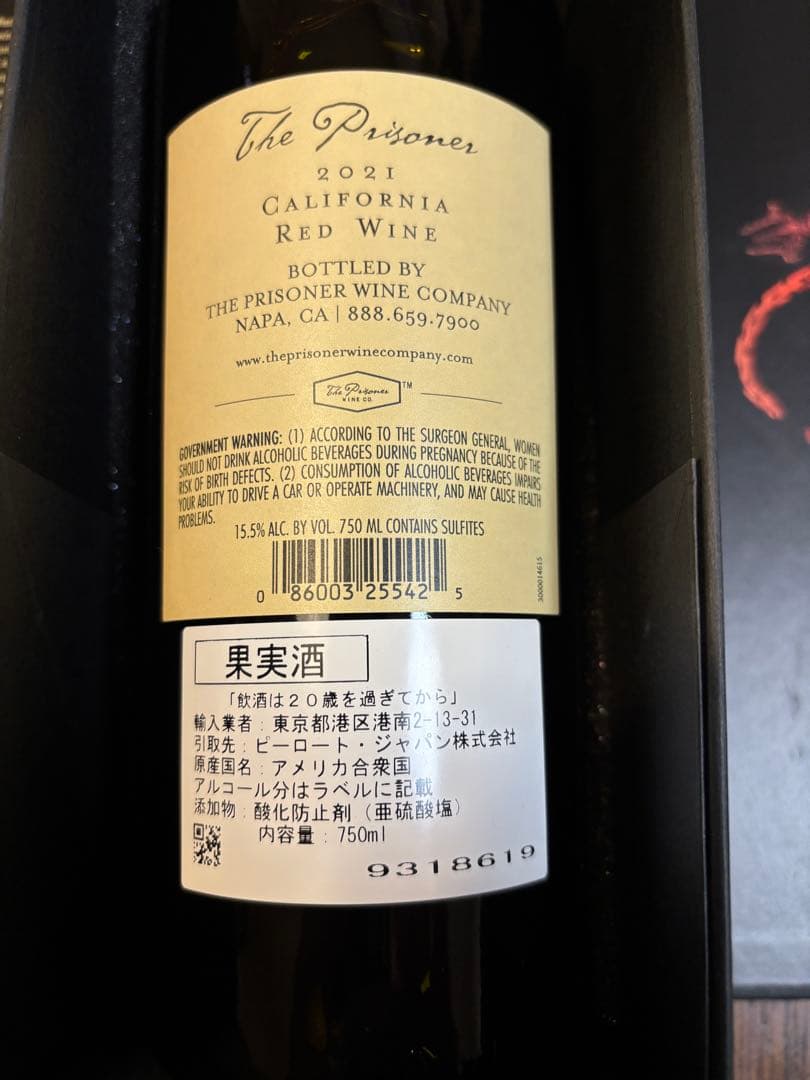 The Prisoner
2021
CALIFORNIA
RED WINE
BOTTLED BY
THE PRISONER WINE COMPANY
NAPA, CA | 888.659.7900
www.theprisonerwinecompany.com
The Prisoner ™
WINE CO.
GOVERNMENT WARNING: (1) ACCORDING TO THE SURGEON GENERAL, WOMEN
SHOULD NOT DRINK ALCOHOLIC BEVERAGES DURING PREGNANCY BECAUSE OF THE
RISK OF BIRTH DEFECTS. (2) CONSUMPTION OF ALCOHOLIC BEVERAGES IMPAIRS
YOUR ABILITY TO DRIVE A CAR OR OPERATE MACHINERY, AND MAY CAUSE HEALTH
PROBLEMS.
15.5% ALC. BY VOL. 750 ML CONTAINS SULFITES
0 86003 25542 5
3000014615
果実酒
「飲酒は20歳を過ぎてから」
輸入業者:東京都港区港南2-13-31
引取先:ピーロート・ジャパン株式会社
原産国名:アメリカ合衆国
アルコール分はラベルに記載
添加物:酸化防止剤(亜硫酸塩)
内容量:750ml
9318619